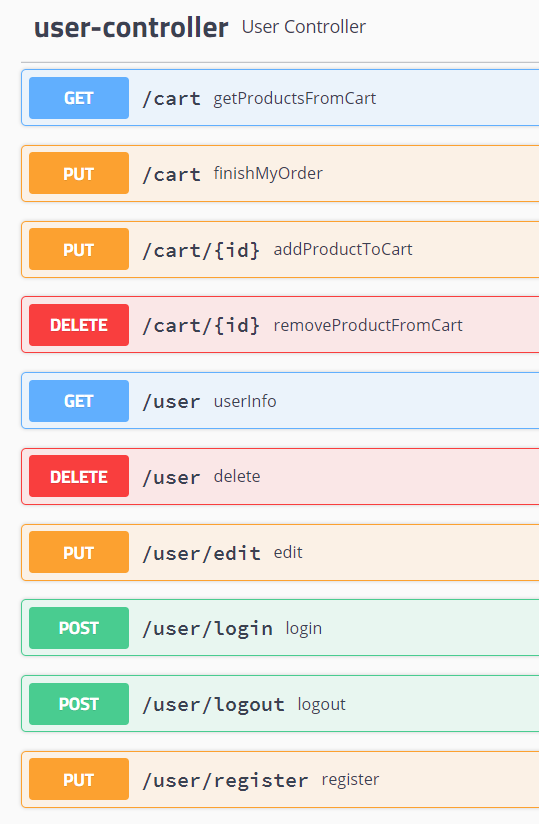 user-controller User Controller
GET /cart getProductsFromCart
PUT /cart finishMyOrder
PUT /cart/{id} addProductToCart
DELETE /cart/{id} removeProductFromCart
GET /user userInfo
DELETE /user delete
PUT /user/edit edit
POST /user/login login
POST /user/logout logout
PUT /user/register register